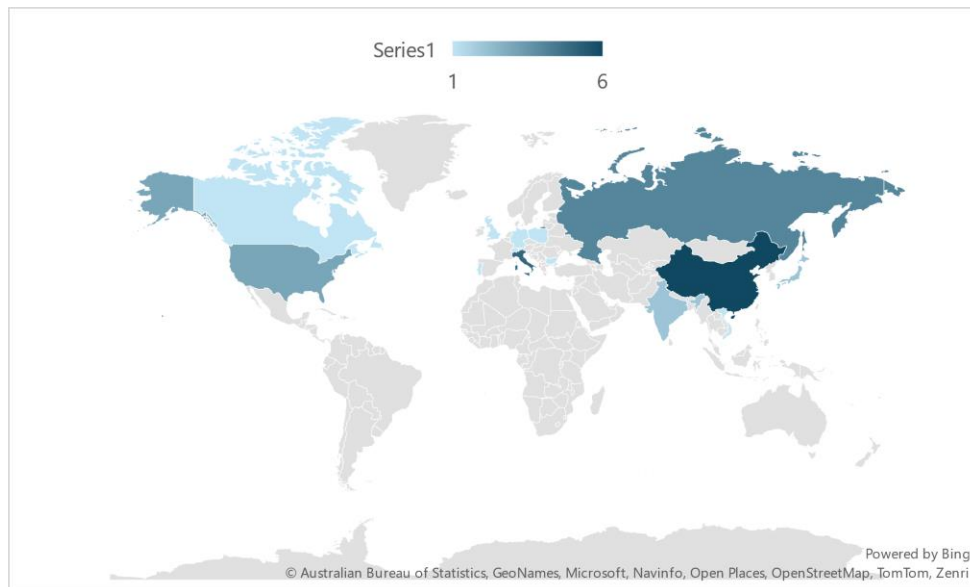 Series1
1 6
Powered by Bing
© Australian Bureau of Statistics, GeoNames, Microsoft, Navinfo, Open Places, OpenStreetMap, TomTom, Zenri